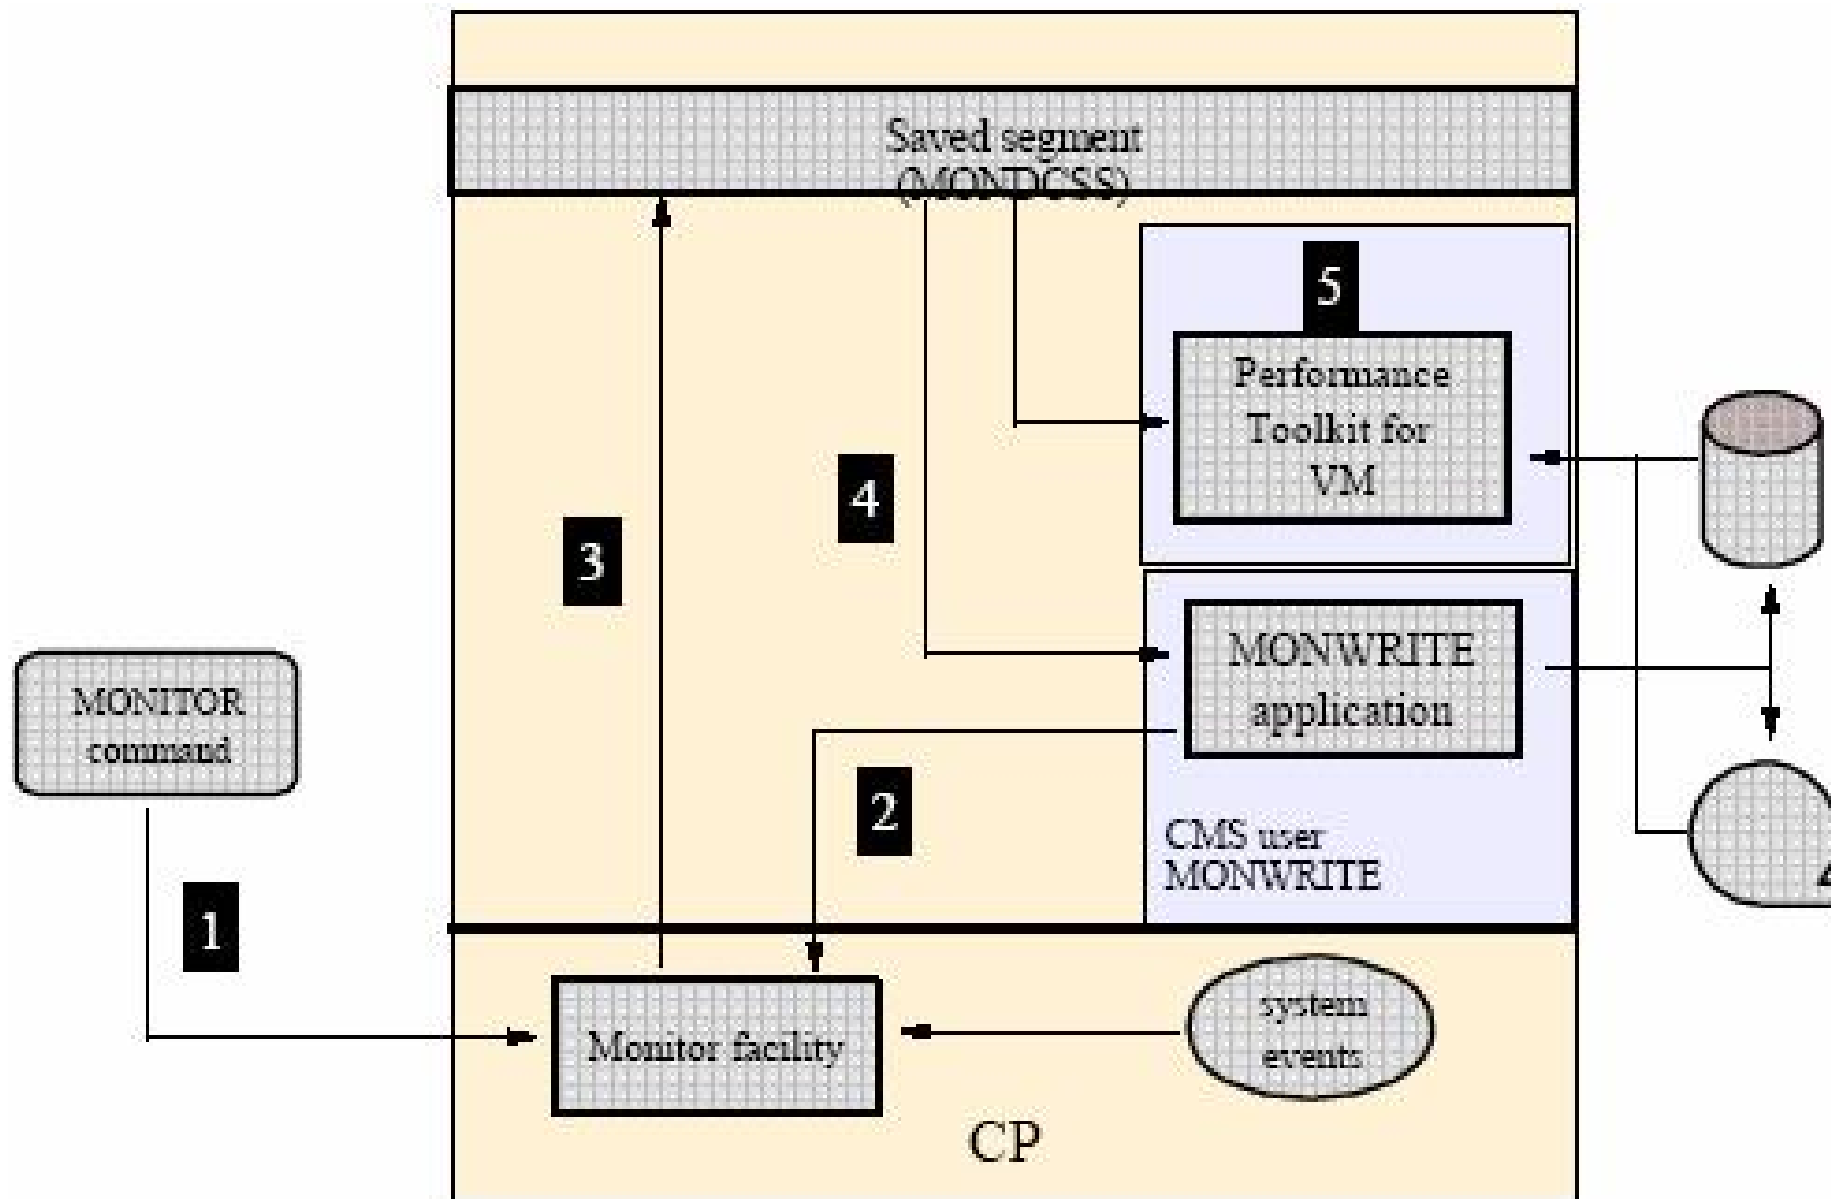 Saved segment
(MONDCSS)
5
Performance
Toolkit for
VM
4
3
MONWRITE
application
MONITOR
command
2
CMS user
MONWRITE
1
system
events
Monitor facility
CP